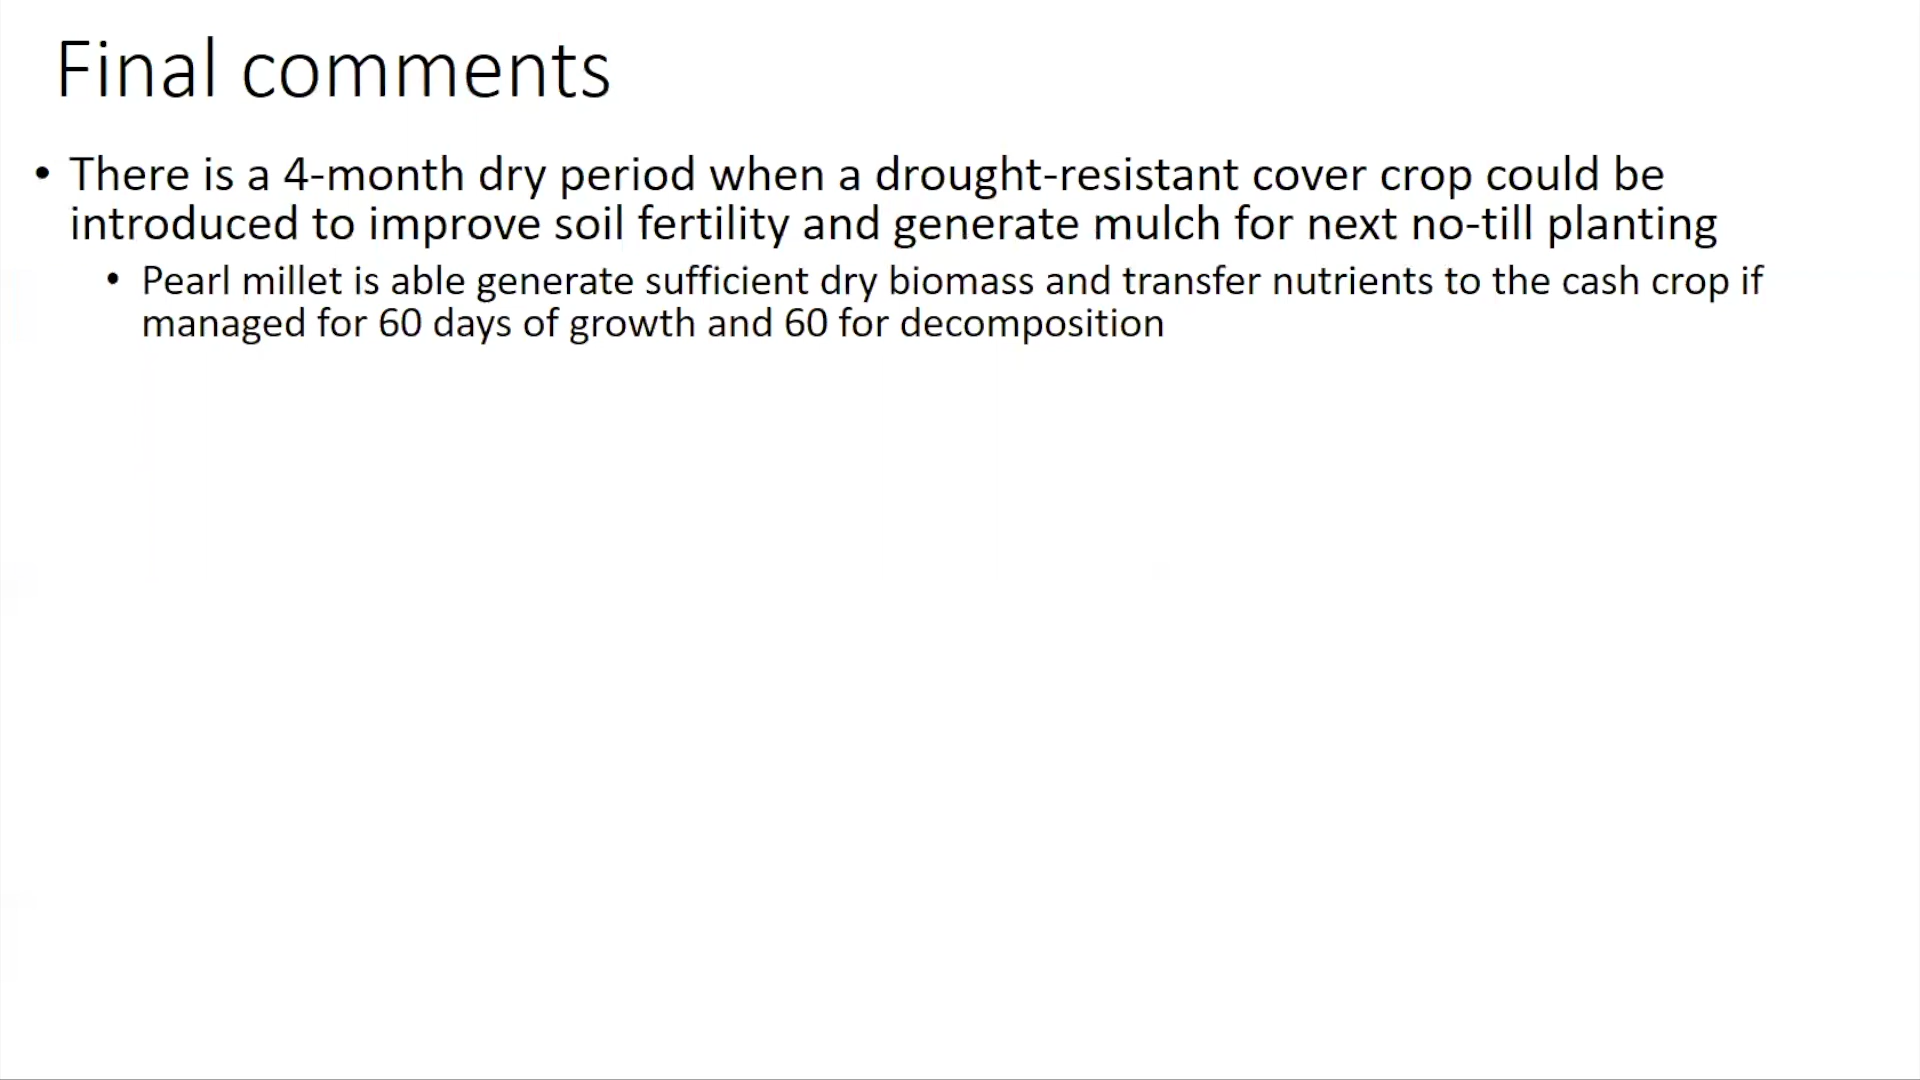 Final comments
• There is a 4-month dry period when a drought-resistant cover crop could be
introduced to improve soil fertility and generate mulch for next no-till planting
• Pearl millet is able generate sufficient dry biomass and transfer nutrients to the cash crop if
managed for 60 days of growth and 60 for decomposition